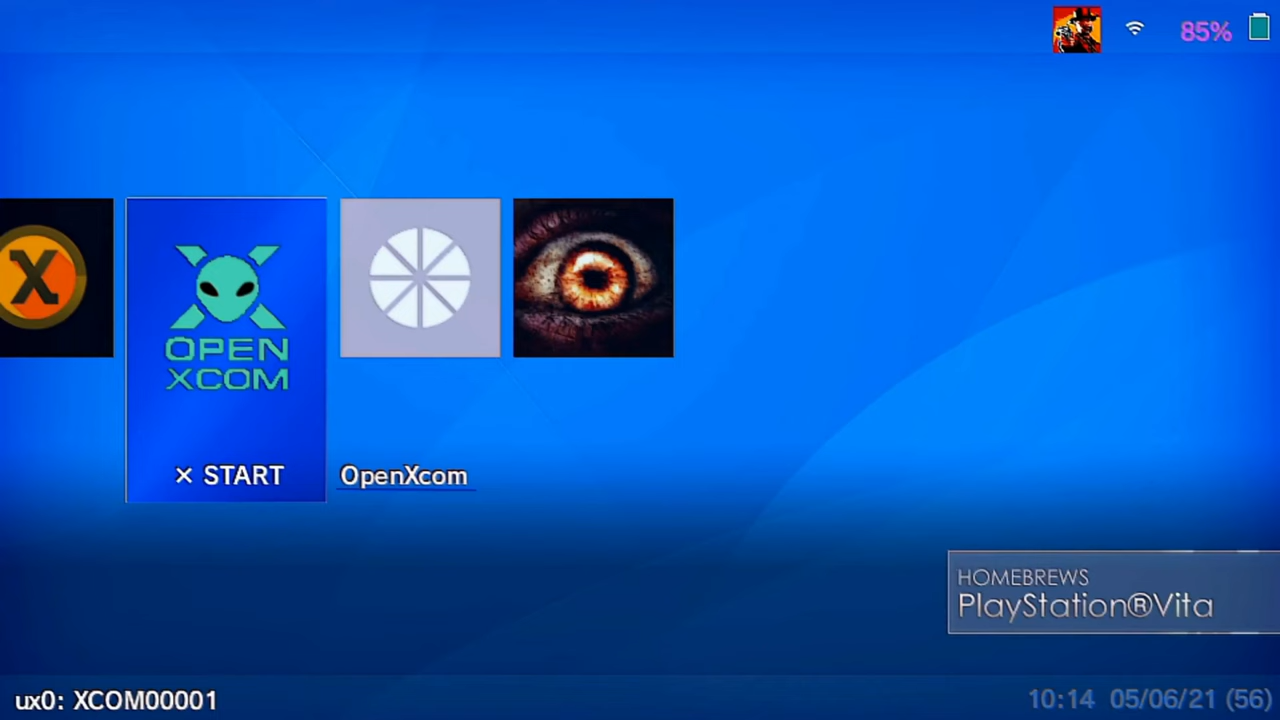 85%
X
OPEN
XCOM
✕ START
OpenXcom
HOMEBREWS
PlayStation®Vita
ux0: XCOM00001
10:14 05/06/21 (56)